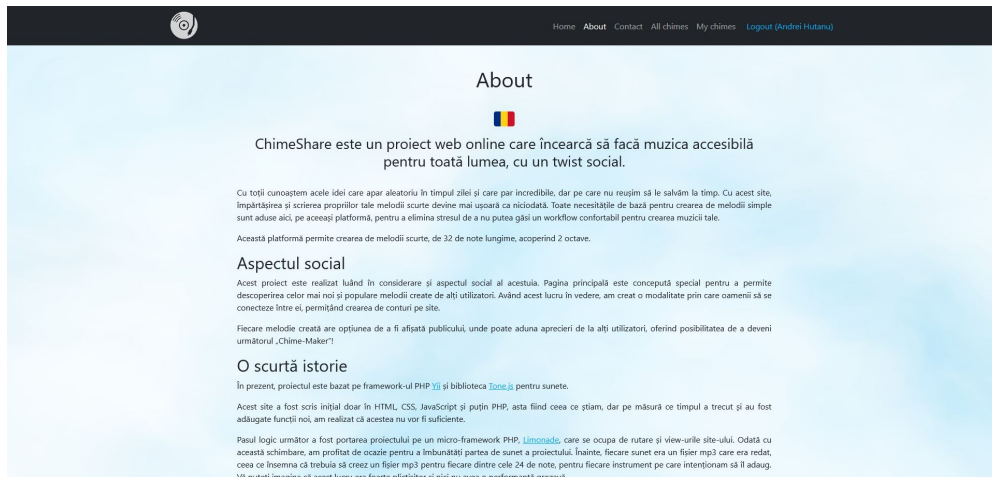 Home About Contact All chimes My chimes Logout (Andrei Hutanu)
About
ChimeShare este un proiect web online care încearcă să facă muzica accesibilă
pentru toată lumea, cu un twist social.
Cu toții cunoaștem acele idei care apar aleatoriu în timpul zilei și care par incredibile, dar pe care nu reușim să le salvăm la timp. Cu acest site,
împărtășirea și scrierea propriilor tale melodii scurte devine mai ușoară ca niciodată. Toate necesitățile de bază pentru crearea de melodii simple
sunt aduse aici, pe aceeași platformă, pentru a elimina stresul de a nu putea găsi un workflow confortabil pentru crearea muzicii tale.
Această platformă permite crearea de melodii scurte, de 32 de note lungime, acoperind 2 octave.
Aspectul social
Acest proiect este realizat luând în considerare și aspectul social al acestuia. Pagina principală este concepută special pentru a permite
descoperirea celor mai noi și populare melodii create de alți utilizatori. Având acest lucru în vedere, am creat o modalitate prin care oamenii să se
conecteze între ei, permițând crearea de conturi pe site.
Fiecare melodie creată are opțiunea de a fi afișată publicului, unde poate aduna aprecieri de la alți utilizatori, oferind posibilitatea de a deveni
următorul „Chime-Maker”!
O scurtă istorie
În prezent, proiectul este bazat pe framework-ul PHP Yii și biblioteca Tone.js pentru sunete.
Acest site a fost scris inițial doar în HTML, CSS, JavaScript și puțin PHP, asta fiind ceea ce știam, dar pe măsură ce timpul a trecut și au fost
adăugate funcții noi, am realizat că acestea nu vor fi suficiente.
Pasul logic următor a fost portarea proiectului pe un micro-framework PHP, Limonade, care se ocupa de rutare și view-urile site-ului. Odată cu
această schimbare, am profitat de ocazie pentru a îmbunătăți partea de sunet a proiectului. Înainte, fiecare sunet era un fișier mp3 care era redat,
ceea ce însemna că trebuia să creez un fișier mp3 pentru fiecare dintre cele 24 de note, pentru fiecare instrument pe care intenționam să îl adaug.
Vă puteți imagina că acest lucru era foarte plictisitor și nici nu avea o performanță grozavă.